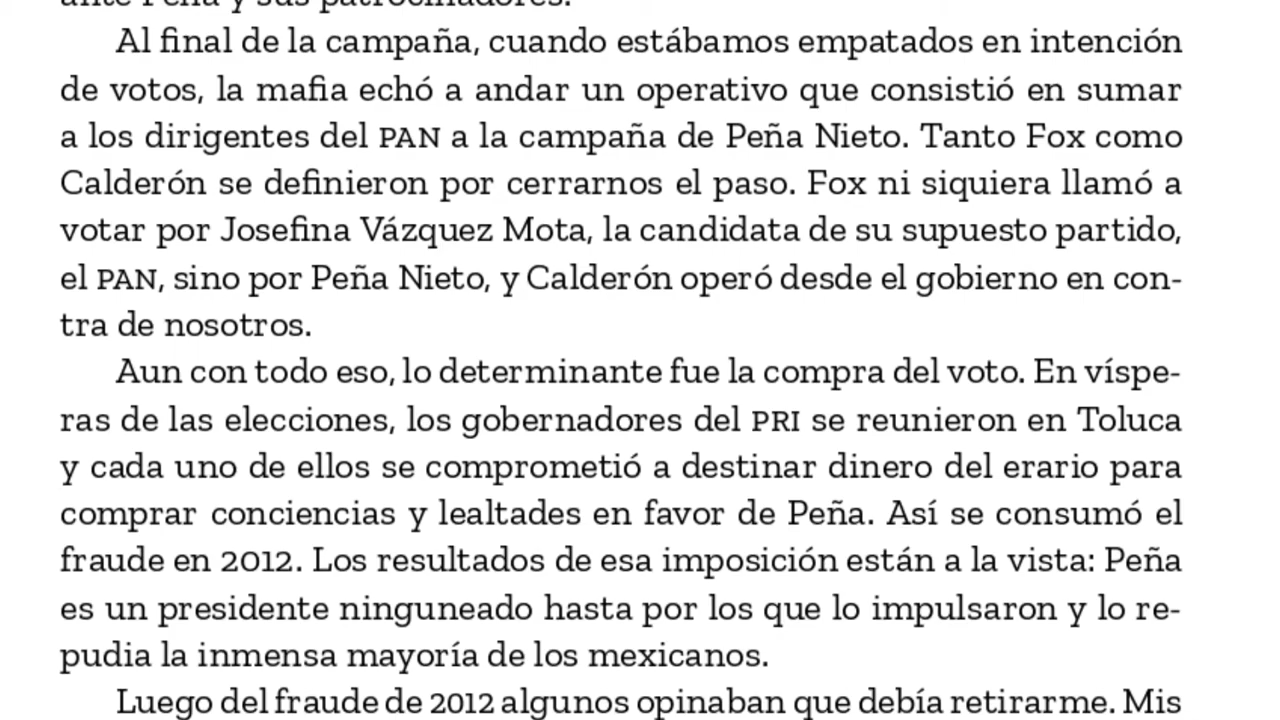 ante Peña y sus patrocinadores.
Al final de la campaña, cuando estábamos empatados en intención
de votos, la mafia echó a andar un operativo que consistió en sumar
a los dirigentes del PAN a la campaña de Peña Nieto. Tanto Fox como
Calderón se definieron por cerrarnos el paso. Fox ni siquiera llamó a
votar por Josefina Vázquez Mota, la candidata de su supuesto partido,
el PAN, sino por Peña Nieto, y Calderón operó desde el gobierno en con-
tra de nosotros.
Aun con todo eso, lo determinante fue la compra del voto. En víspe-
ras de las elecciones, los gobernadores del PRI se reunieron en Toluca
y cada uno de ellos se comprometió a destinar dinero del erario para
comprar conciencias y lealtades en favor de Peña. Así se consumó el
fraude en 2012. Los resultados de esa imposición están a la vista: Peña
es un presidente ninguneado hasta por los que lo impulsaron y lo re-
pudia la inmensa mayoría de los mexicanos.
Luego del fraude de 2012 algunos opinaban que debía retirarme. Mis